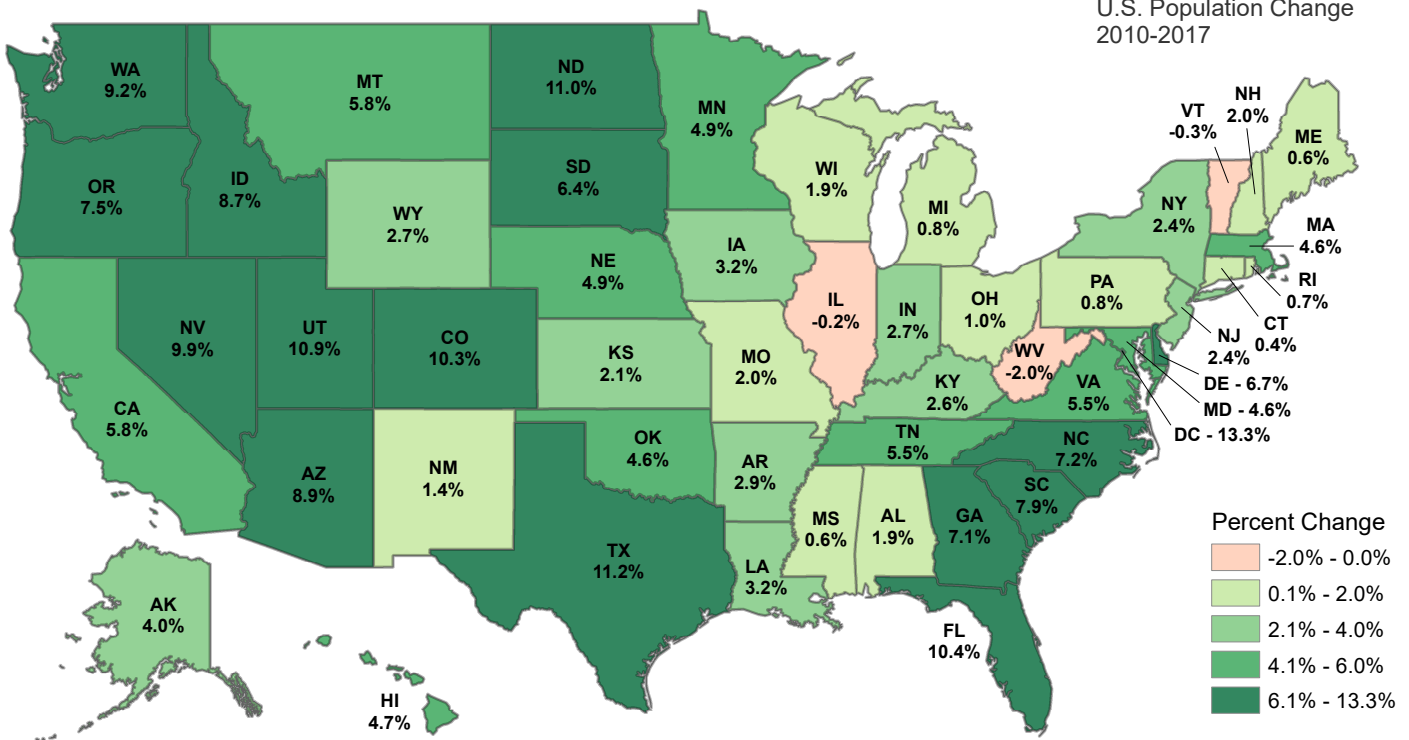 U.S. Population Change
2010-2017
WA
9.2%
MT
5.8%
ND
11.0%
MN
4.9%
VT
-0.3%
NH
2.0%
ME
0.6%
OR
7.5%
ID
8.7%
SD
6.4%
WI
1.9%
MI
0.8%
NY
2.4%
MA
4.6%
WY
2.7%
IA
3.2%
NE
4.9%
RI
0.7%
PA
0.8%
CT
0.4%
NJ
2.4%
NV
9.9%
UT
10.9%
CO
10.3%
IL
-0.2%
IN
2.7%
OH
1.0%
WV
-2.0%
KS
2.1%
MO
2.0%
KY
2.6%
VA
5.5%
DE - 6.7%
MD - 4.6%
DC - 13.3%
CA
5.8%
AZ
8.9%
NM
1.4%
OK
4.6%
AR
2.9%
TN
5.5%
NC
7.2%
SC
7.9%
MS
0.6%
AL
1.9%
GA
7.1%
TX
11.2%
LA
3.2%
FL
10.4%
AK
4.0%
HI
4.7%
Percent Change
-2.0% - 0.0%
0.1% - 2.0%
2.1% - 4.0%
4.1% - 6.0%
6.1% - 13.3%